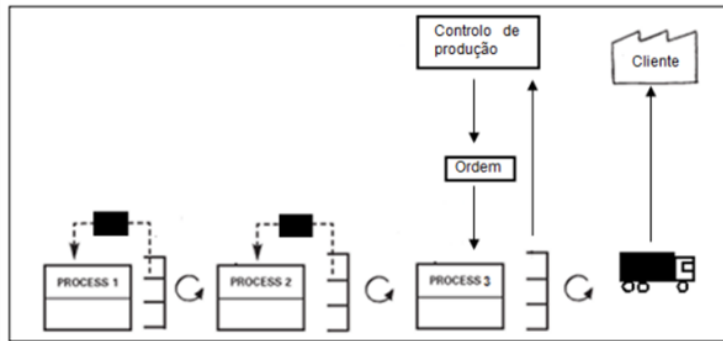 Controlo de
produção
Cliente
Ordem
PROCESS 1
PROCESS 2
PROCESS 3